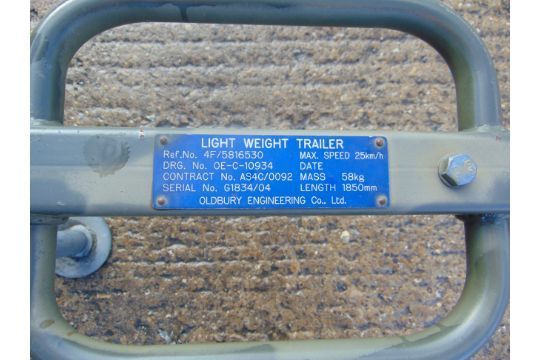 LIGHT WEIGHT TRAILER
Ref.No. 4F/5816530 MAX. SPEED 25km/h
DRG. No. OE-C-10934 DATE
CONTRACT No. AS4C/0092 MASS 58kg
SERIAL No. G1834/04 LENGTH 1850mm
OLDBURY ENGINEERING Co., Ltd.